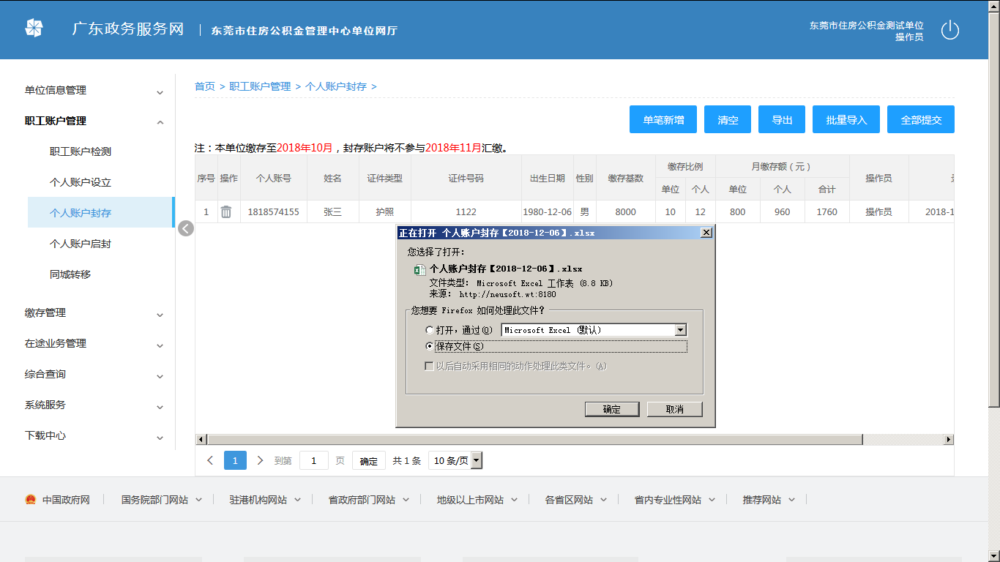 广东政务服务网 | 东莞市住房公积金管理中心单位网厅
东莞市住房公积金测试单位
操作员
单位信息管理
职工账户管理
职工账户检测
个人账户设立
个人账户封存
个人账户启封
同城转移
缴存管理
在途业务管理
综合查询
系统服务
下载中心
首页 > 职工账户管理 > 个人账户封存 >
单笔新增 清空 导出 批量导入 全部提交
注：本单位缴存至2018年10月，封存账户将不参与2018年11月汇缴。
序号 操作 个人账号 姓名 证件类型 证件号码 出生日期 性别 缴存基数 缴存比例 月缴存额（元） 操作员
单位 个人 单位 个人 合计
1 1818574155 张三 护照 1122 1980-12-06 男 8000 10 12 800 960 1760 操作员 2018-1
正在打开 个人账户封存【2018-12-06】.xlsx
您选择了打开:
个人账户封存【2018-12-06】.xlsx
文件类型: Microsoft Excel 工作表 (8.8 KB)
来源: http://neusoft.wt:8180
您想要 Firefox 如何处理此文件?
打开，通过(O) Microsoft Excel (默认)
保存文件(S)
以后自动采用相同的动作处理此类文件。(A)
确定 取消
1 到第 1 页 确定 共 1 条 10 条/页
中国政府网 国务院部门网站 驻港机构网站 省政府部门网站 地级以上市网站 各省区网站 省内专业性网站 推荐网站